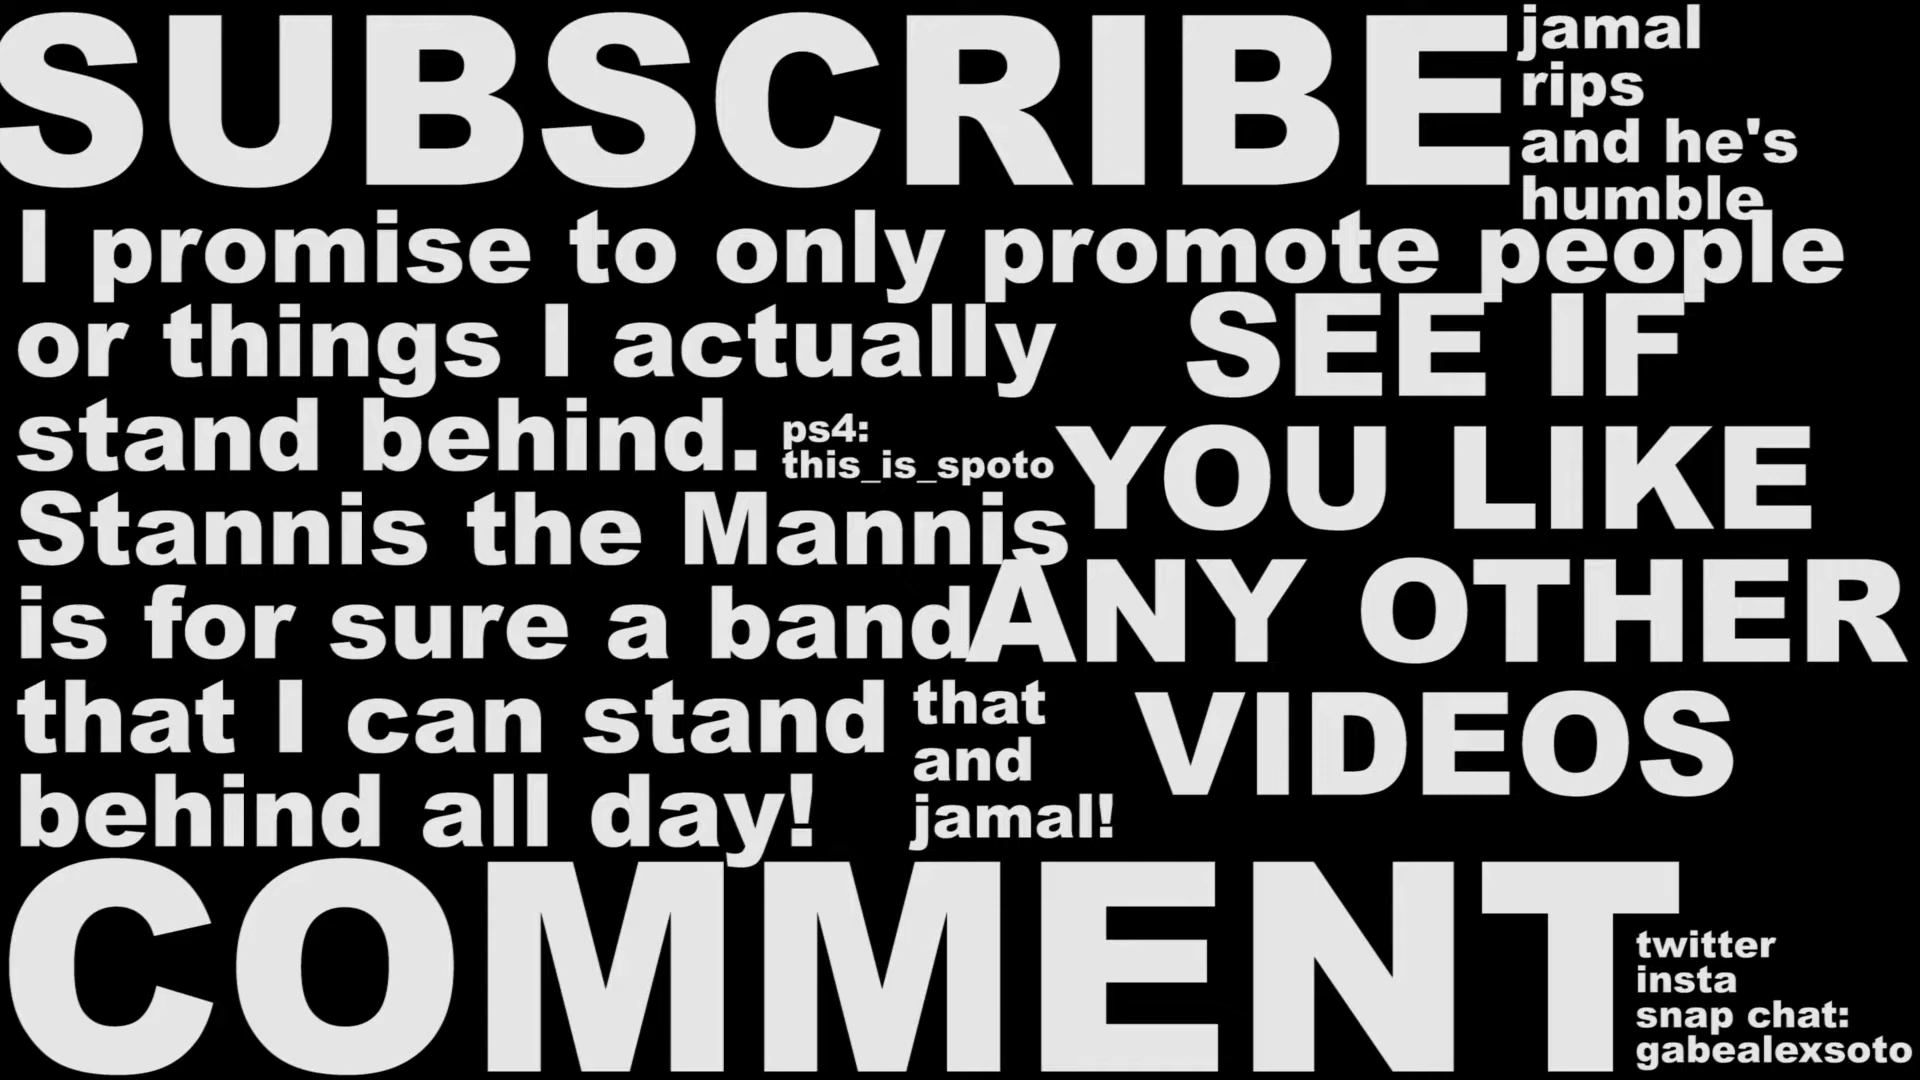 SUBSCRIBE
jamal
rips
and he's
humble
I promise to only promote people
or things I actually
stand behind.
ps4:
this_is_spoto
Stannis the Mannis
is for sure a band
that I can stand
behind all day!
that
and
jamal!
SEE IF
YOU LIKE
ANY OTHER
VIDEOS
COMMENT
twitter
insta
snap chat:
gabealexsoto